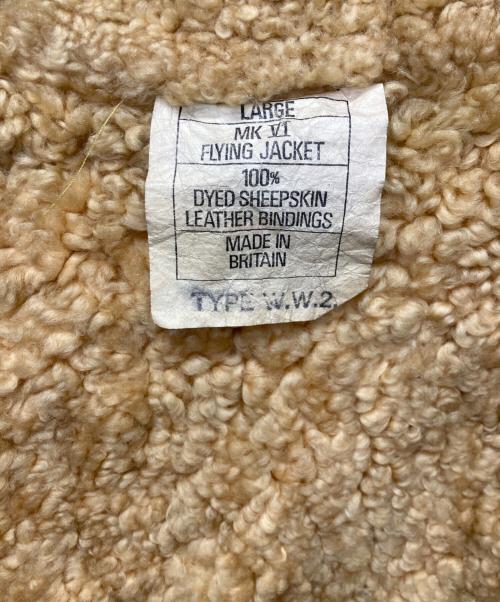 LARGE
MK VI
FLYING JACKET
100%
DYED SHEEPSKIN
LEATHER BINDINGS
MADE IN
BRITAIN
TYPE W.W.2.